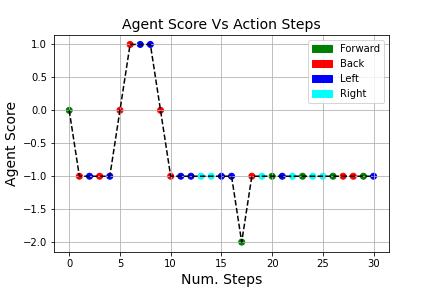 Agent Score Vs Action Steps
Agent Score
1.0
0.5
0.0
−0.5
−1.0
−1.5
−2.0
Forward
Back
Left
Right
0 5 10 15 20 25 30
Num. Steps